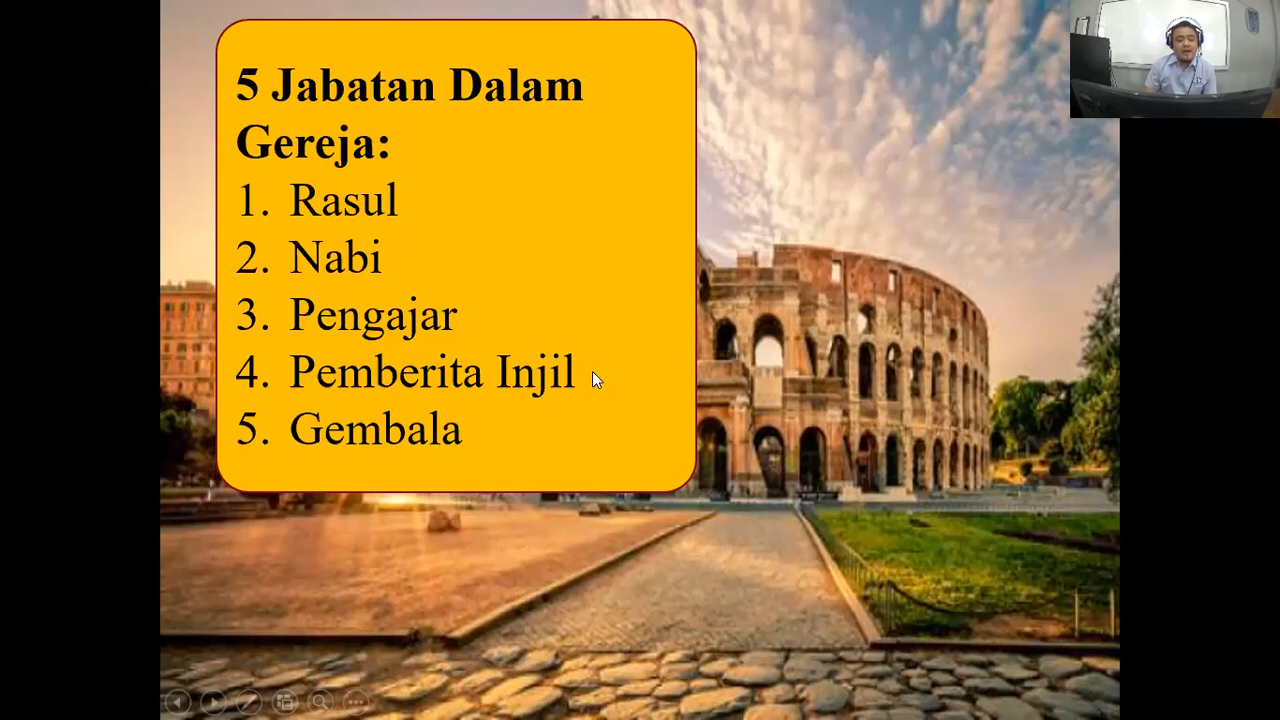 5 Jabatan Dalam
Gereja:
1. Rasul
2. Nabi
3. Pengajar
4. Pemberita Injil
5. Gembala